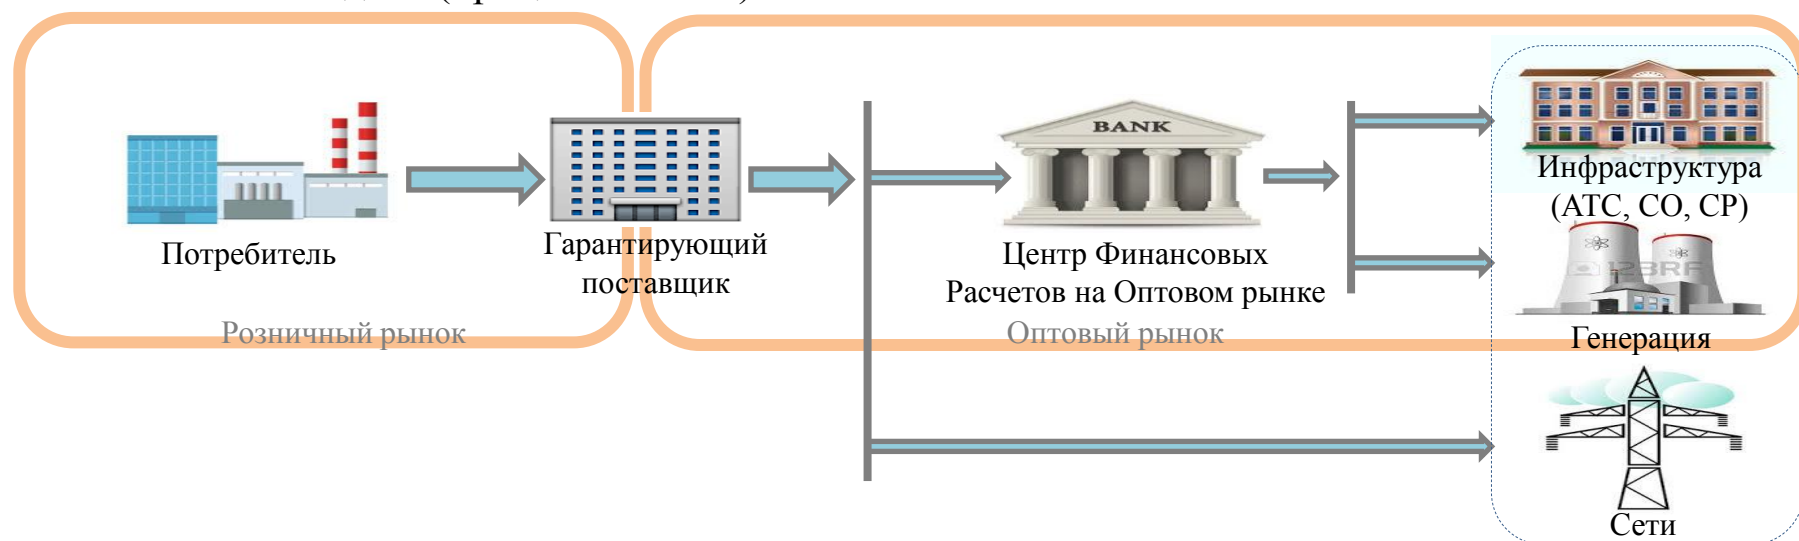 BANK
Инфраструктура
(АТС, СО, СР)
Потребитель
Гарантирующий
поставщик
Центр Финансовых
Расчетов на Оптовом рынке
123RF
Розничный рынок
Оптовый рынок
Генерация
Сети